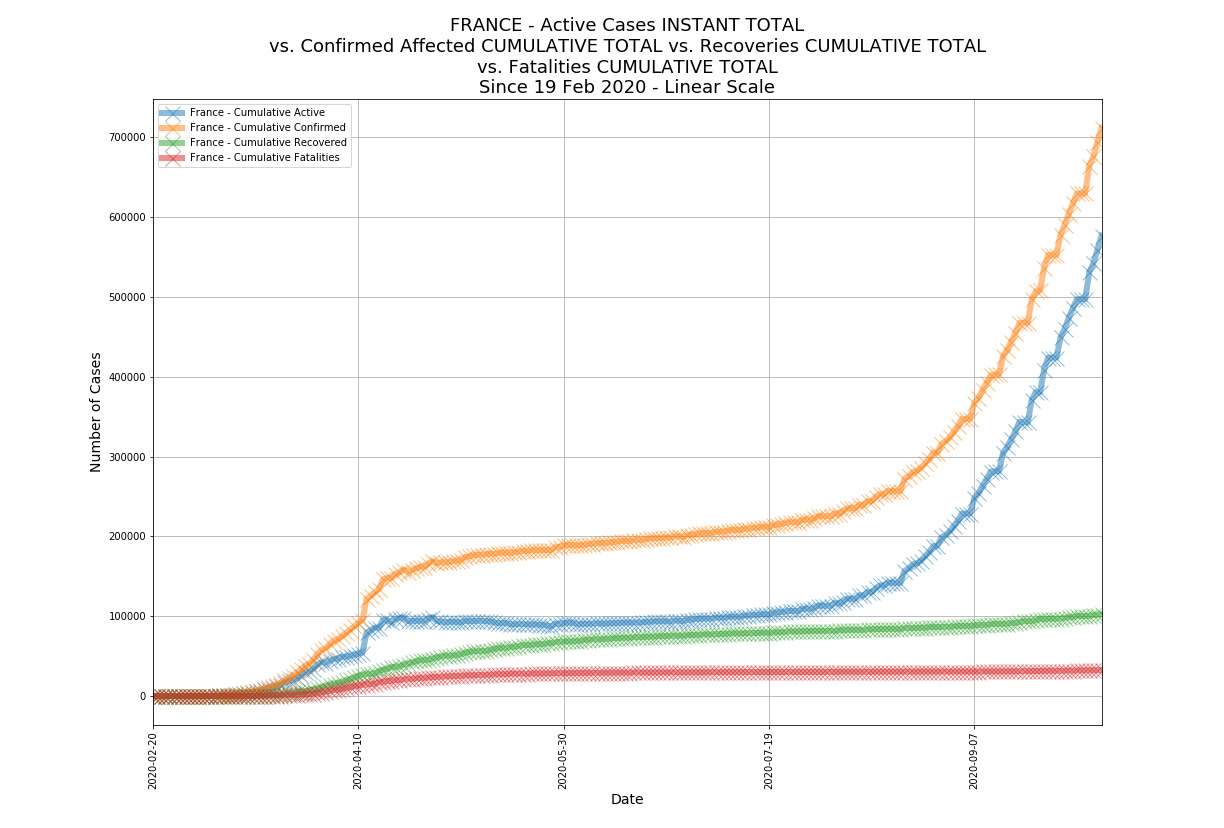 FRANCE - Active Cases INSTANT TOTAL
vs. Confirmed Affected CUMULATIVE TOTAL vs. Recoveries CUMULATIVE TOTAL
vs. Fatalities CUMULATIVE TOTAL
Since 19 Feb 2020 - Linear Scale
France - Cumulative Active
France - Cumulative Confirmed
France - Cumulative Recovered
France - Cumulative Fatalities
Number of Cases
700000
600000
500000
400000
300000
200000
100000
0
2020-02-20
2020-04-10
2020-05-30
2020-07-19
2020-09-07
Date